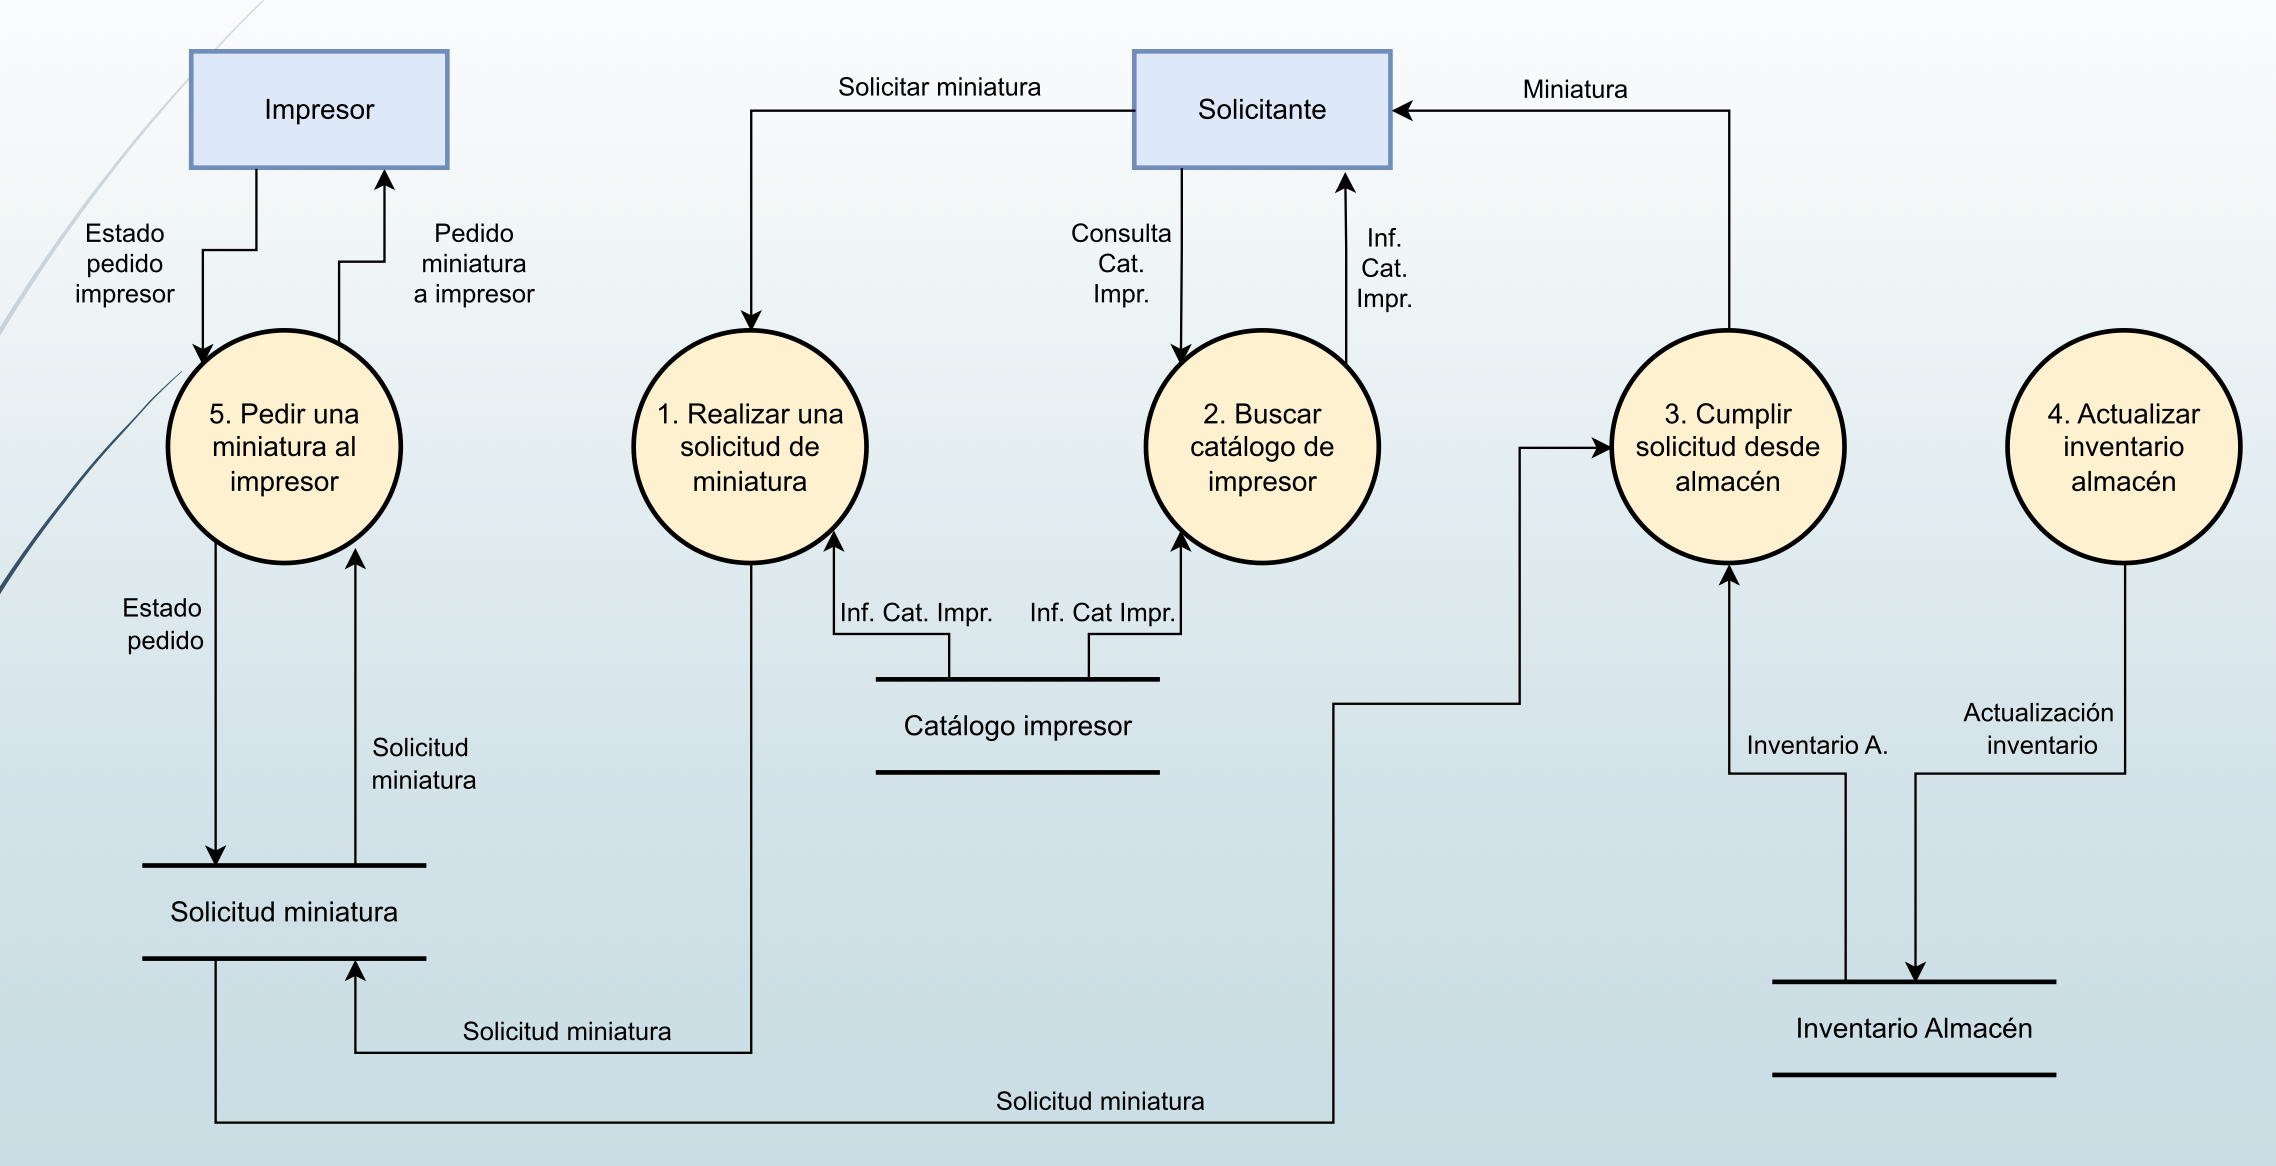 Impresor
Solicitar miniatura
Solicitante
Miniatura
Estado
pedido
impresor
Pedido
miniatura
a impresor
Consulta
Cat.
Impr.
Inf.
Cat.
Impr.
5. Pedir una
miniatura al
impresor
1. Realizar una
solicitud de
miniatura
2. Buscar
catálogo de
impresor
3. Cumplir
solicitud desde
almacén
4. Actualizar
inventario
almacén
Estado
pedido
Inf. Cat. Impr.
Inf. Cat Impr.
Solicitud
miniatura
Catálogo impresor
Inventario A.
Actualización
inventario
Solicitud miniatura
Solicitud miniatura
Inventario Almacén
Solicitud miniatura